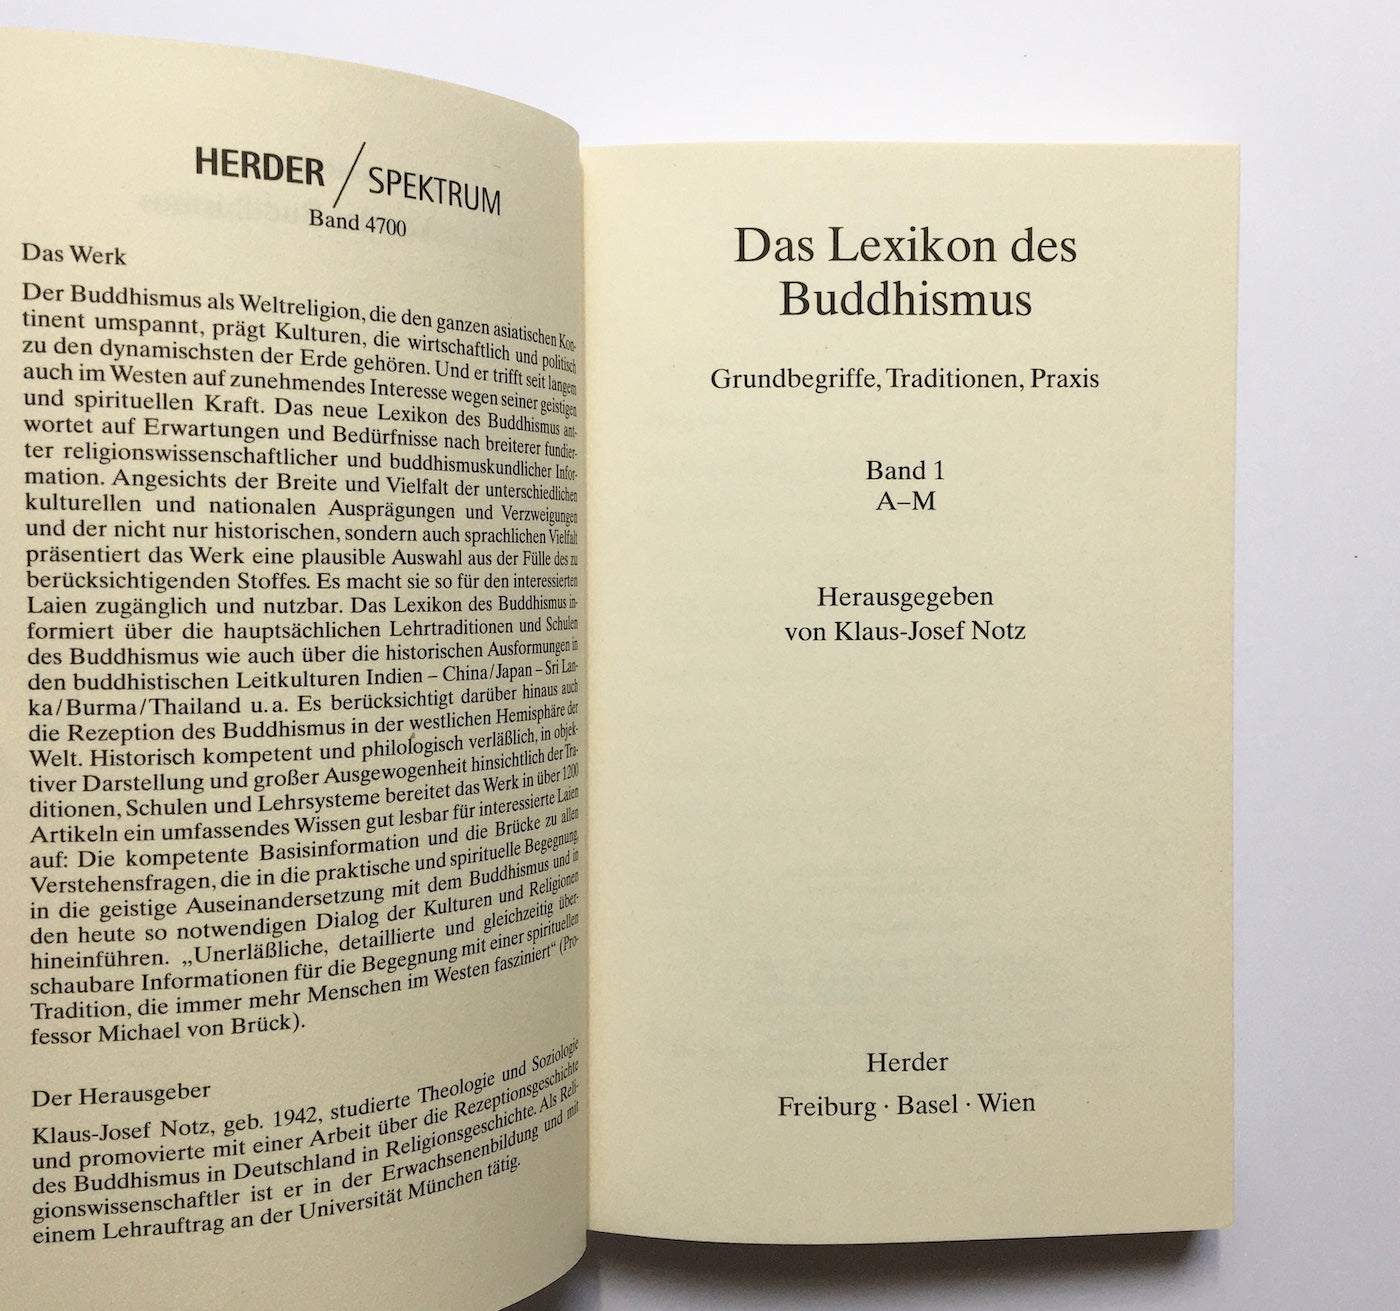 HERDER / SPEKTRUM
Band 4700
Das Werk
Der Buddhismus als Weltreligion, die den ganzen asiatischen Kon-
tinent umspannt, prägt Kulturen, die wirtschaftlich und politisch
zu den dynamischsten der Erde gehören. Und er trifft seit langem
auch im Westen auf zunehmendes Interesse wegen seiner geistigen
und spirituellen Kraft. Das neue Lexikon des Buddhismus ant-
wortet auf Erwartungen und Bedürfnisse nach breiterer fundier-
ter religionswissenschaftlicher und buddhismuskundlicher Infor-
mation. Angesichts der Breite und Vielfalt der unterschiedlichen
kulturellen und nationalen Ausprägungen und Verzweigungen
und der nicht nur historischen, sondern auch sprachlichen Vielfalt
präsentiert das Werk eine plausible Auswahl aus der Fülle des zu
berücksichtigenden Stoffes. Es macht sie so für den interessierten
Laien zugänglich und nutzbar. Das Lexikon des Buddhismus in-
formiert über die hauptsächlichen Lehrtraditionen und Schulen
des Buddhismus wie auch über die historischen Ausformungen in
den buddhistischen Leitkulturen Indien – China/Japan – Sri Lan-
ka/Burma/Thailand u. a. Es berücksichtigt darüber hinaus auch
die Rezeption des Buddhismus in der westlichen Hemisphäre der
Welt. Historisch kompetent und philologisch verläßlich, in objek-
tiver Darstellung und großer Ausgewogenheit hinsichtlich der Tra-
ditionen, Schulen und Lehrsysteme bereitet das Werk in über 1200
Artikeln ein umfassendes Wissen gut lesbar für interessierte Laien
auf: Die kompetente Basisinformation und die Brücke zu allen
Verstehensfragen, die in die praktische und spirituelle Begegnung,
in die geistige Auseinandersetzung mit dem Buddhismus und in
den heute so notwendigen Dialog der Kulturen und Religionen
hineinführen. „Unerläßliche, detaillierte und gleichzeitig über-
schaubare Informationen für die Begegnung mit einer spirituellen
Tradition, die immer mehr Menschen im Westen fasziniert“ (Pro-
fessor Michael von Brück).
Der Herausgeber
Klaus-Josef Notz, geb. 1942, studierte Theologie und Soziologie
und promovierte mit einer Arbeit über die Rezeptionsgeschichte
des Buddhismus in Deutschland in Religionsgeschichte. Als Reli-
gionswissenschaftler ist er in der Erwachsenenbildung und mit
einem Lehrauftrag an der Universität München tätig.
Das Lexikon des
Buddhismus
Grundbegriffe, Traditionen, Praxis
Band 1
A–M
Herausgegeben
von Klaus-Josef Notz
Herder
Freiburg · Basel · Wien